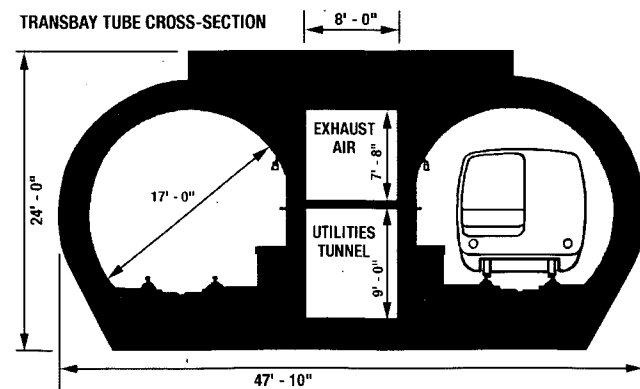 TRANSBAY TUBE CROSS-SECTION
8' - 0"
EXHAUST
AIR
7' - 8"
17' - 0"
24' - 0"
UTILITIES
TUNNEL
9' - 0"
47' - 10"